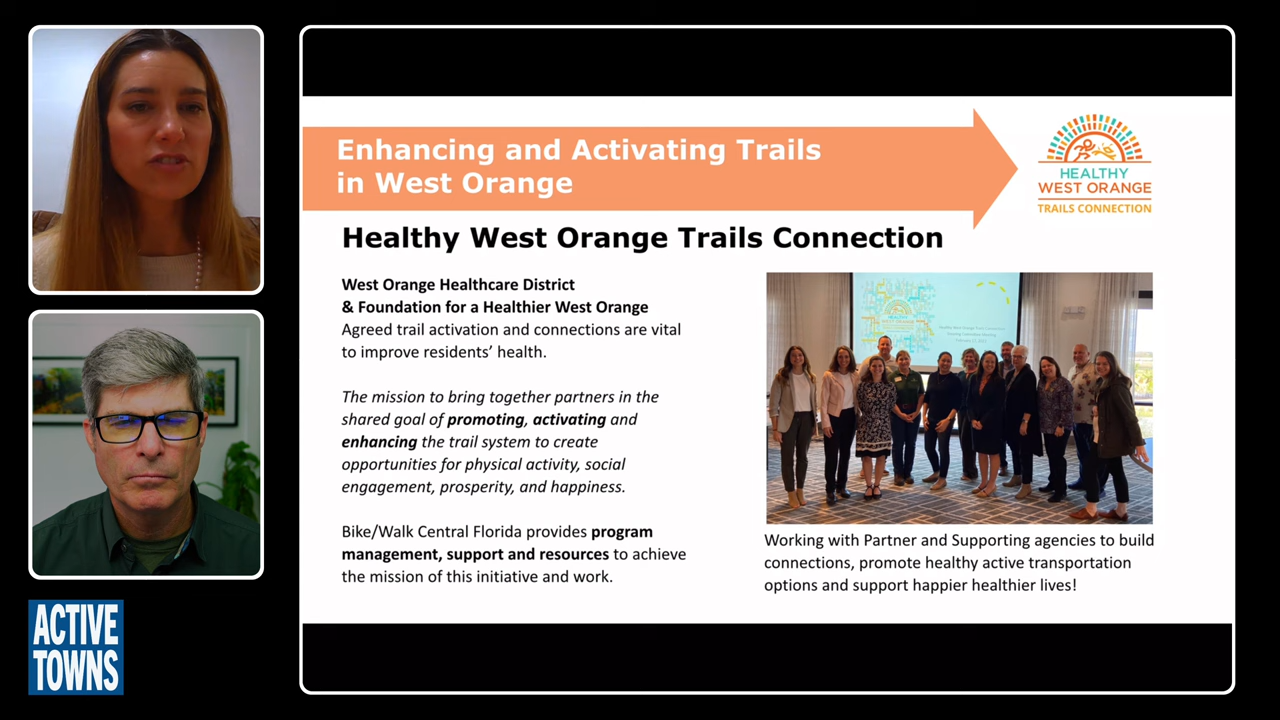 Enhancing and Activating Trails
in West Orange
HEALTHY
WEST ORANGE
TRAILS CONNECTION
Healthy West Orange Trails Connection
West Orange Healthcare District
& Foundation for a Healthier West Orange
Agreed trail activation and connections are vital
to improve residents’ health.
The mission to bring together partners in the
shared goal of promoting, activating and
enhancing the trail system to create
opportunities for physical activity, social
engagement, prosperity, and happiness.
Bike/Walk Central Florida provides program
management, support and resources to achieve
the mission of this initiative and work.
Working with Partner and Supporting agencies to build
connections, promote healthy active transportation
options and support happier healthier lives!
ACTIVE
TOWNS